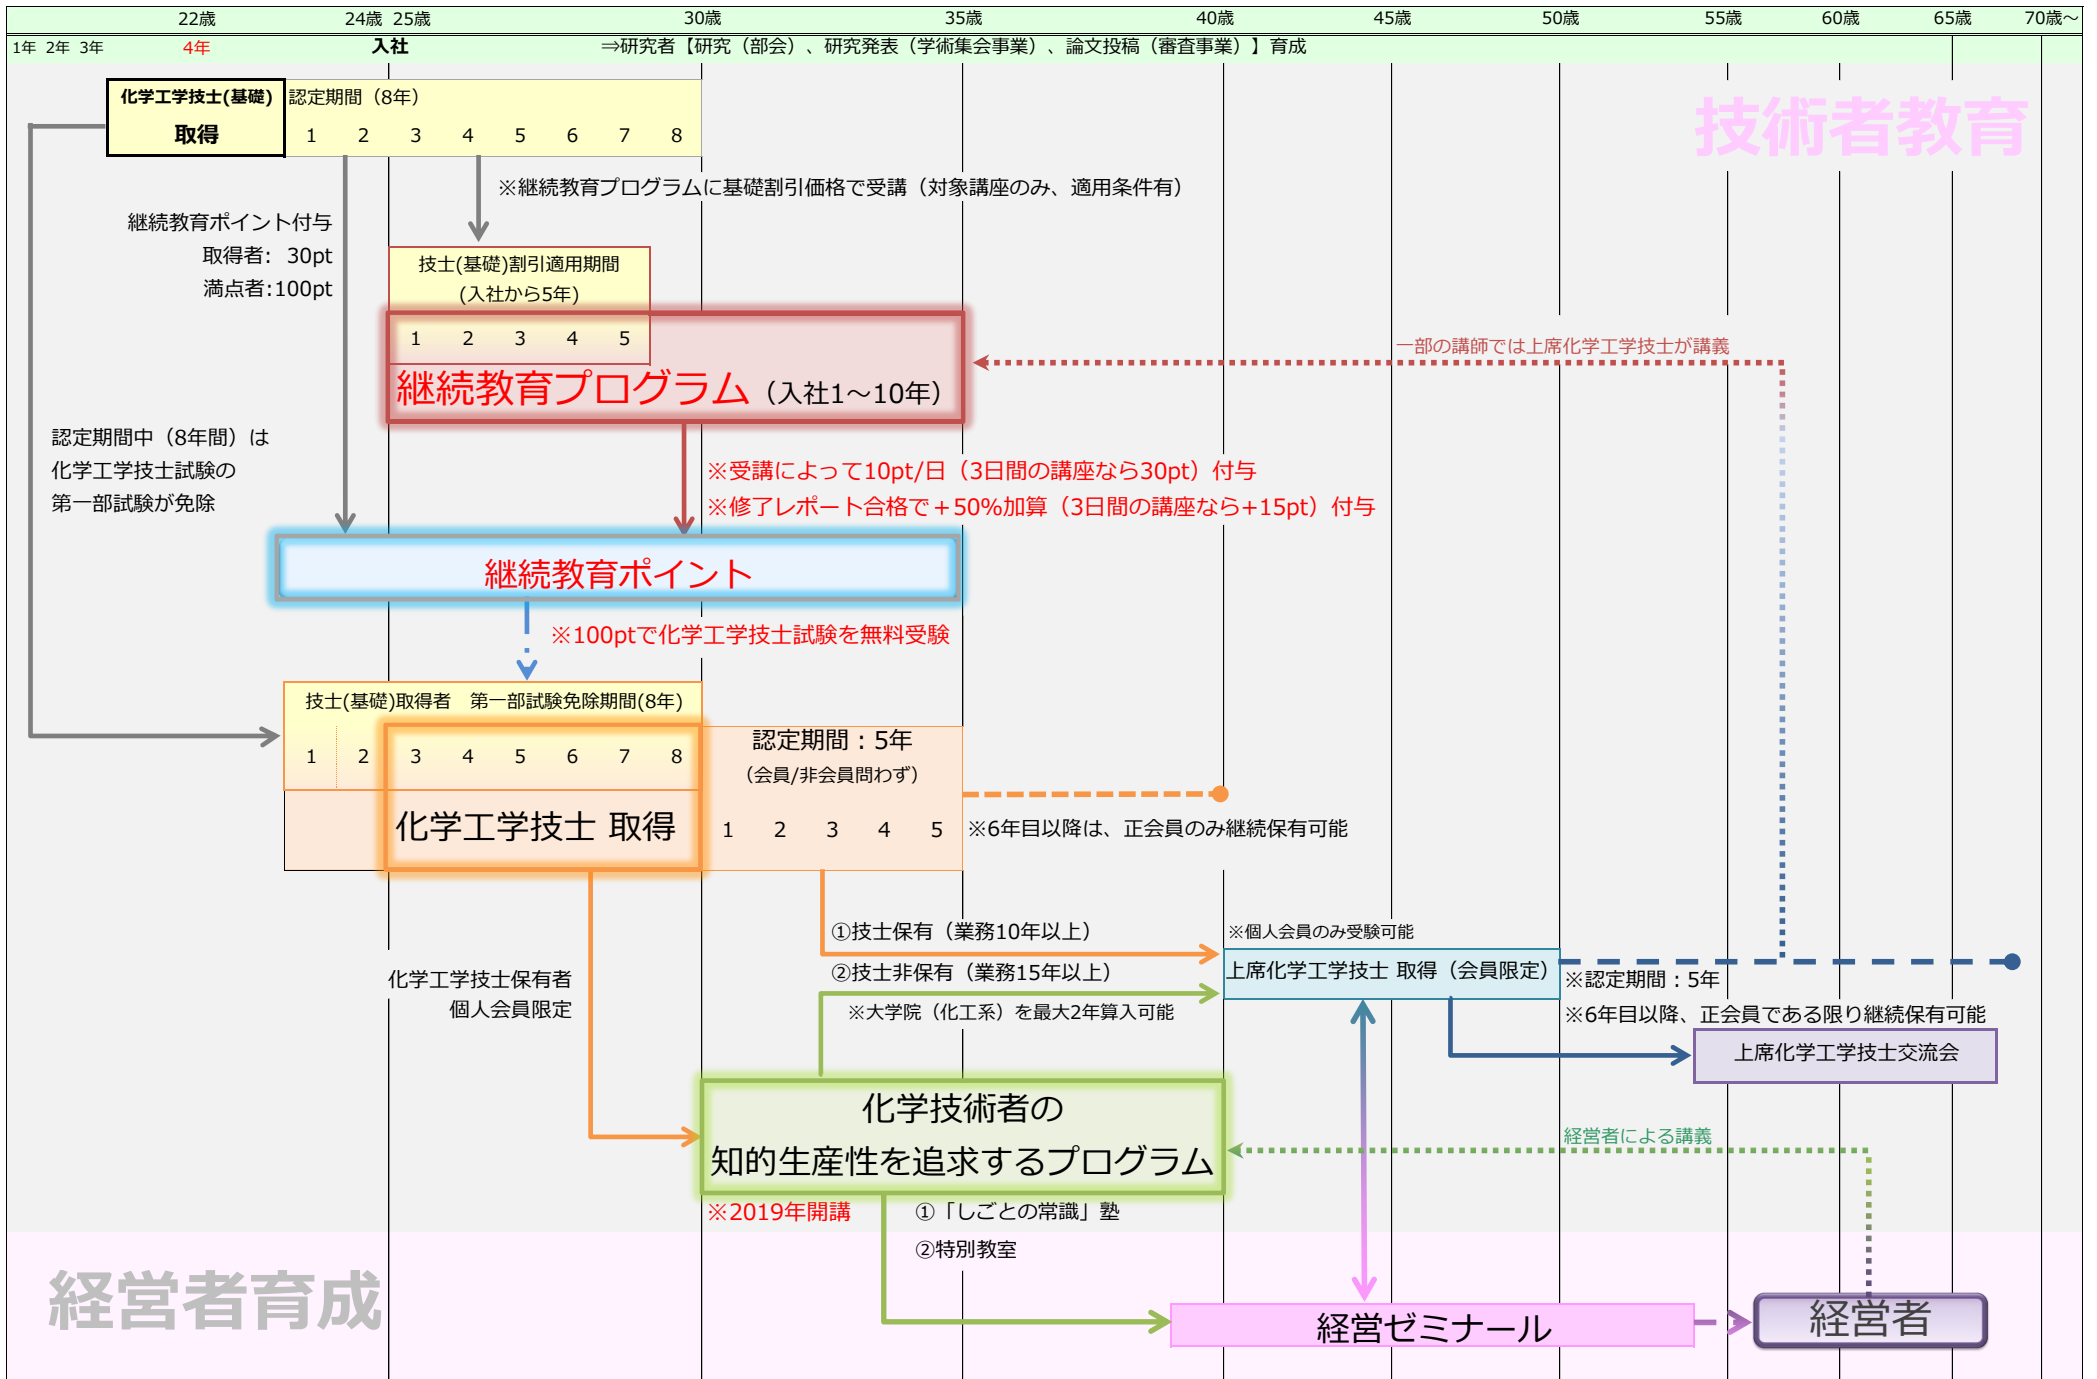 22歳 24歳 25歳 30歳 35歳 40歳 45歳 50歳 55歳 60歳 65歳 70歳～
1年 2年 3年 4年 入社 ⇒研究者【研究（部会）、研究発表（学術集会事業）、論文投稿（審査事業）】育成
化学工学技士(基礎) 認定期間（8年）
取得 1 2 3 4 5 6 7 8
技術者教育
※継続教育プログラムに基礎割引価格で受講（対象講座のみ、適用条件有）
継続教育ポイント付与
取得者: 30pt
満点者:100pt
技士(基礎)割引適用期間
(入社から5年)
1 2 3 4 5
一部の講師では上席化学工学技士が講義
継続教育プログラム（入社1～10年）
認定期間中（8年間）は
化学工学技士試験の
第一部試験が免除
※受講によって10pt/日（3日間の講座なら30pt）付与
※修了レポート合格で＋50%加算（3日間の講座なら+15pt）付与
継続教育ポイント
※100ptで化学工学技士試験を無料受験
技士(基礎)取得者　第一部試験免除期間(8年)
1 2 3 4 5 6 7 8
認定期間：5年
（会員/非会員問わず）
化学工学技士 取得
1 2 3 4 5
※6年目以降は、正会員のみ継続保有可能
①技士保有（業務10年以上）
※個人会員のみ受験可能
②技士非保有（業務15年以上）
上席化学工学技士 取得（会員限定）
※大学院（化工系）を最大2年算入可能
※認定期間：5年
※6年目以降、正会員である限り継続保有可能
化学工学技士保有者
個人会員限定
上席化学工学技士交流会
化学技術者の
知的生産性を追求するプログラム
経営者による講義
※2019年開講
①「しごとの常識」塾
②特別教室
経営者育成
経営ゼミナール
経営者